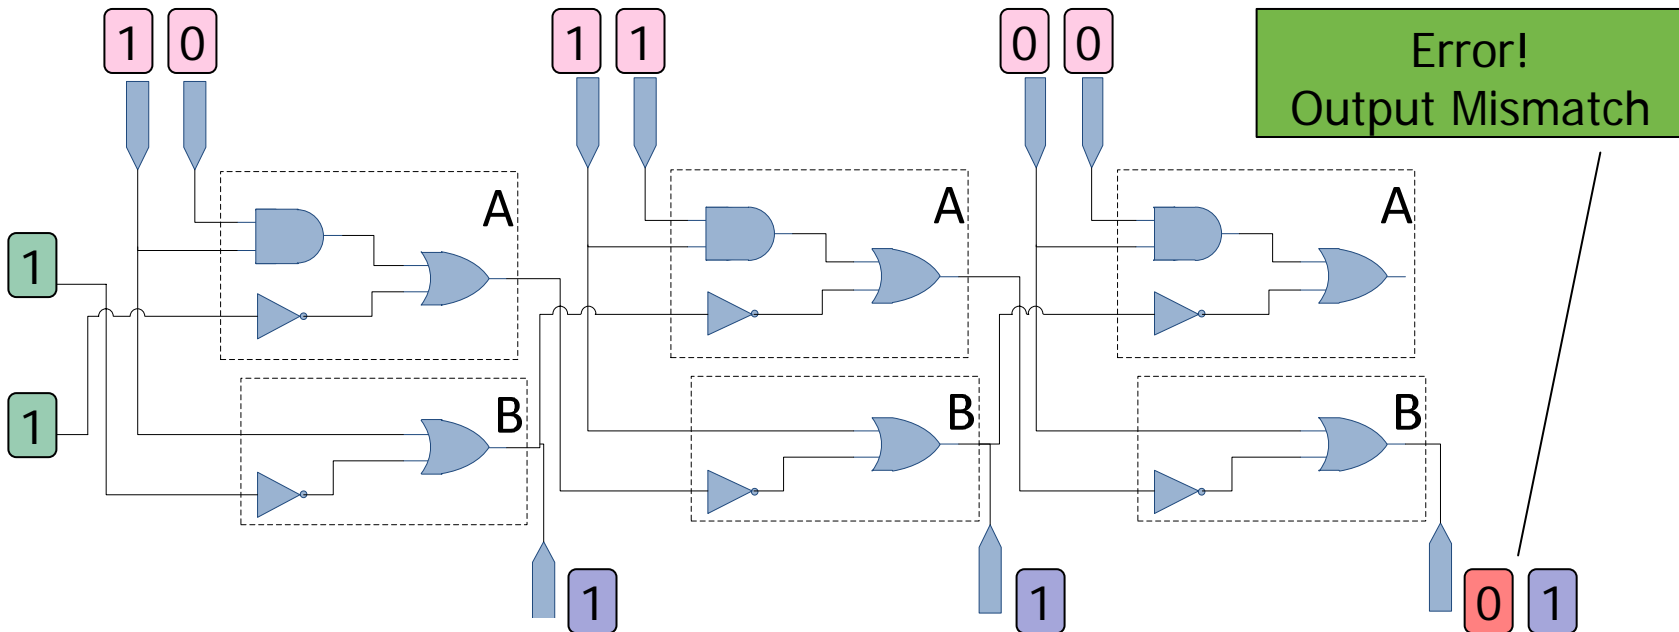 1 0 1 1 0 0
Error!
Output Mismatch
A A A
1
1
B B B
1 1 0 1